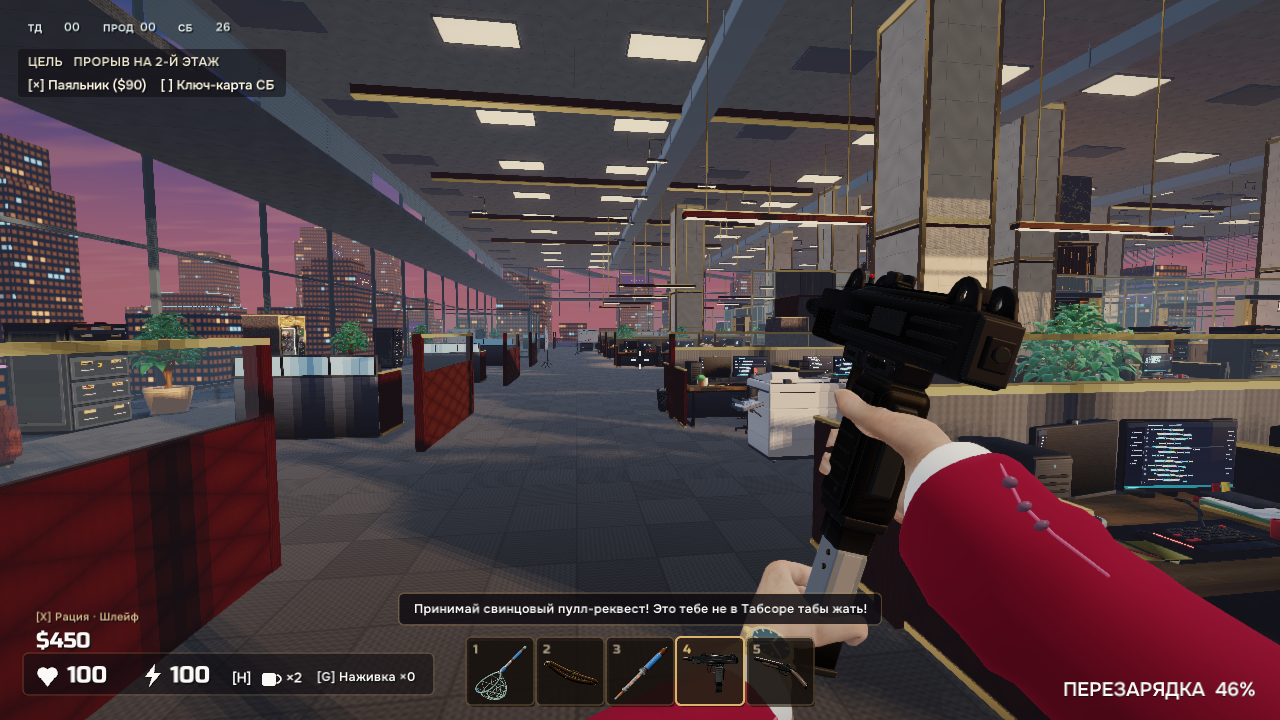 ТД 00 ПРОД 00 СБ 26
ЦЕЛЬ ПРОРЫВ НА 2-Й ЭТАЖ
[×] Паяльник ($90) [ ] Ключ-карта СБ
[X] Рация · Шлейф
$450
100 100 [H] ×2 [G] Наживка ×0
Принимай свинцовый пулл-реквест! Это тебе не в Табсоре табы жать!
1 2 3 4 5
ПЕРЕЗАРЯДКА 46%